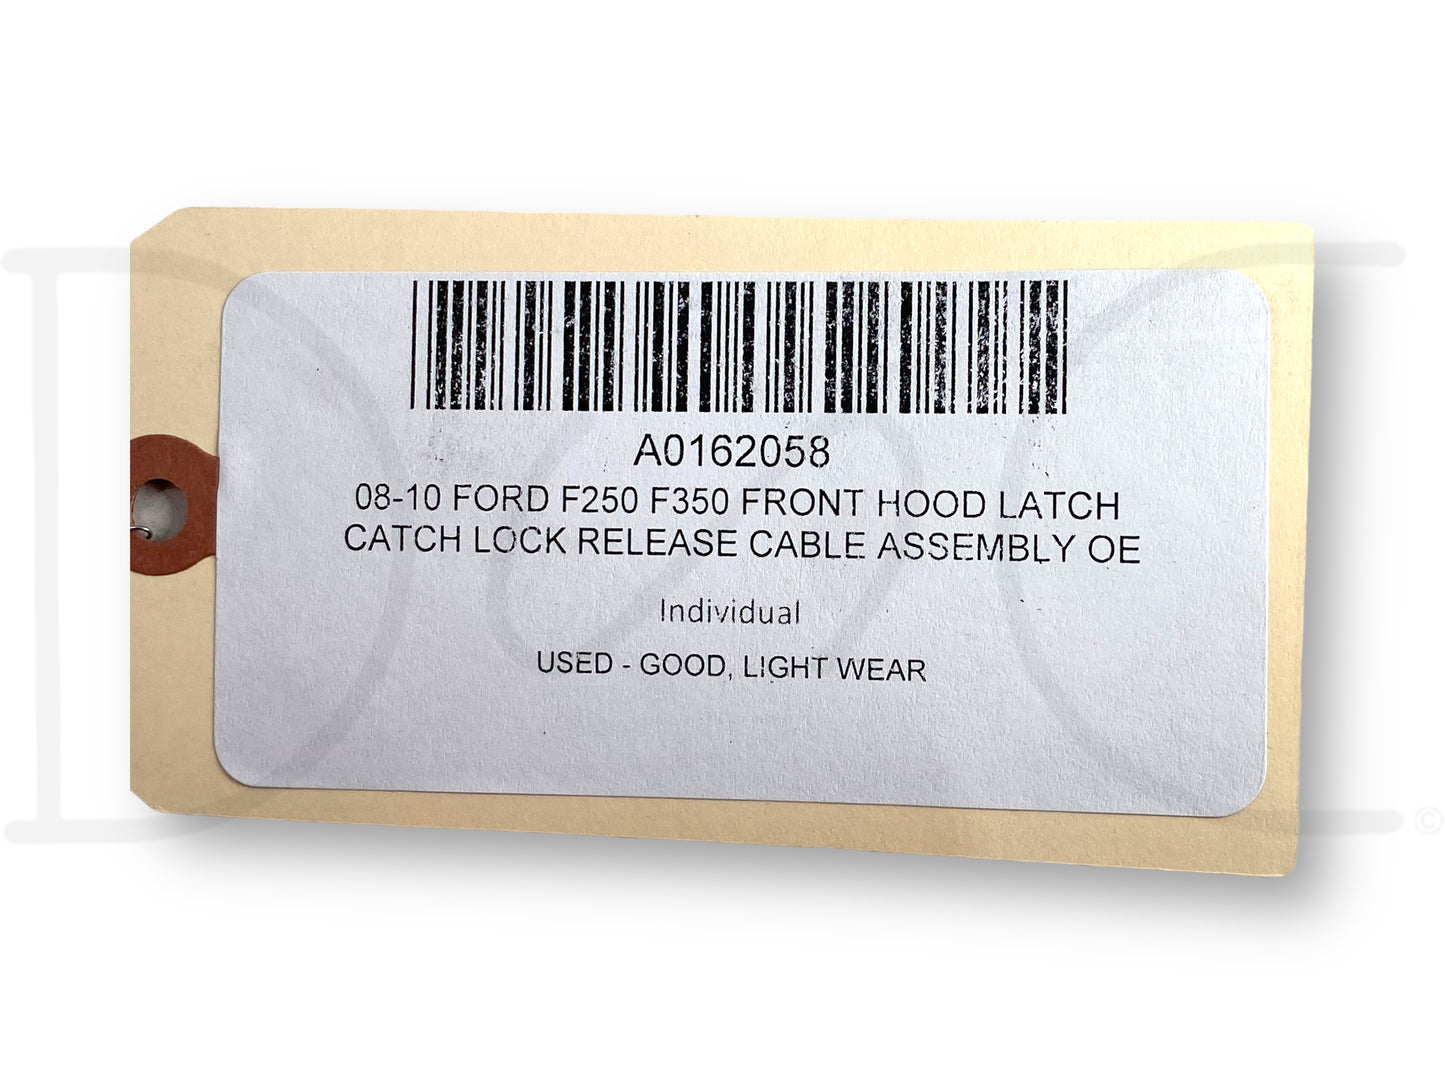 A0162058
08-10 FORD F250 F350 FRONT HOOD LATCH
CATCH LOCK RELEASE CABLE ASSEMBLY OE
Individual
USED - GOOD, LIGHT WEAR